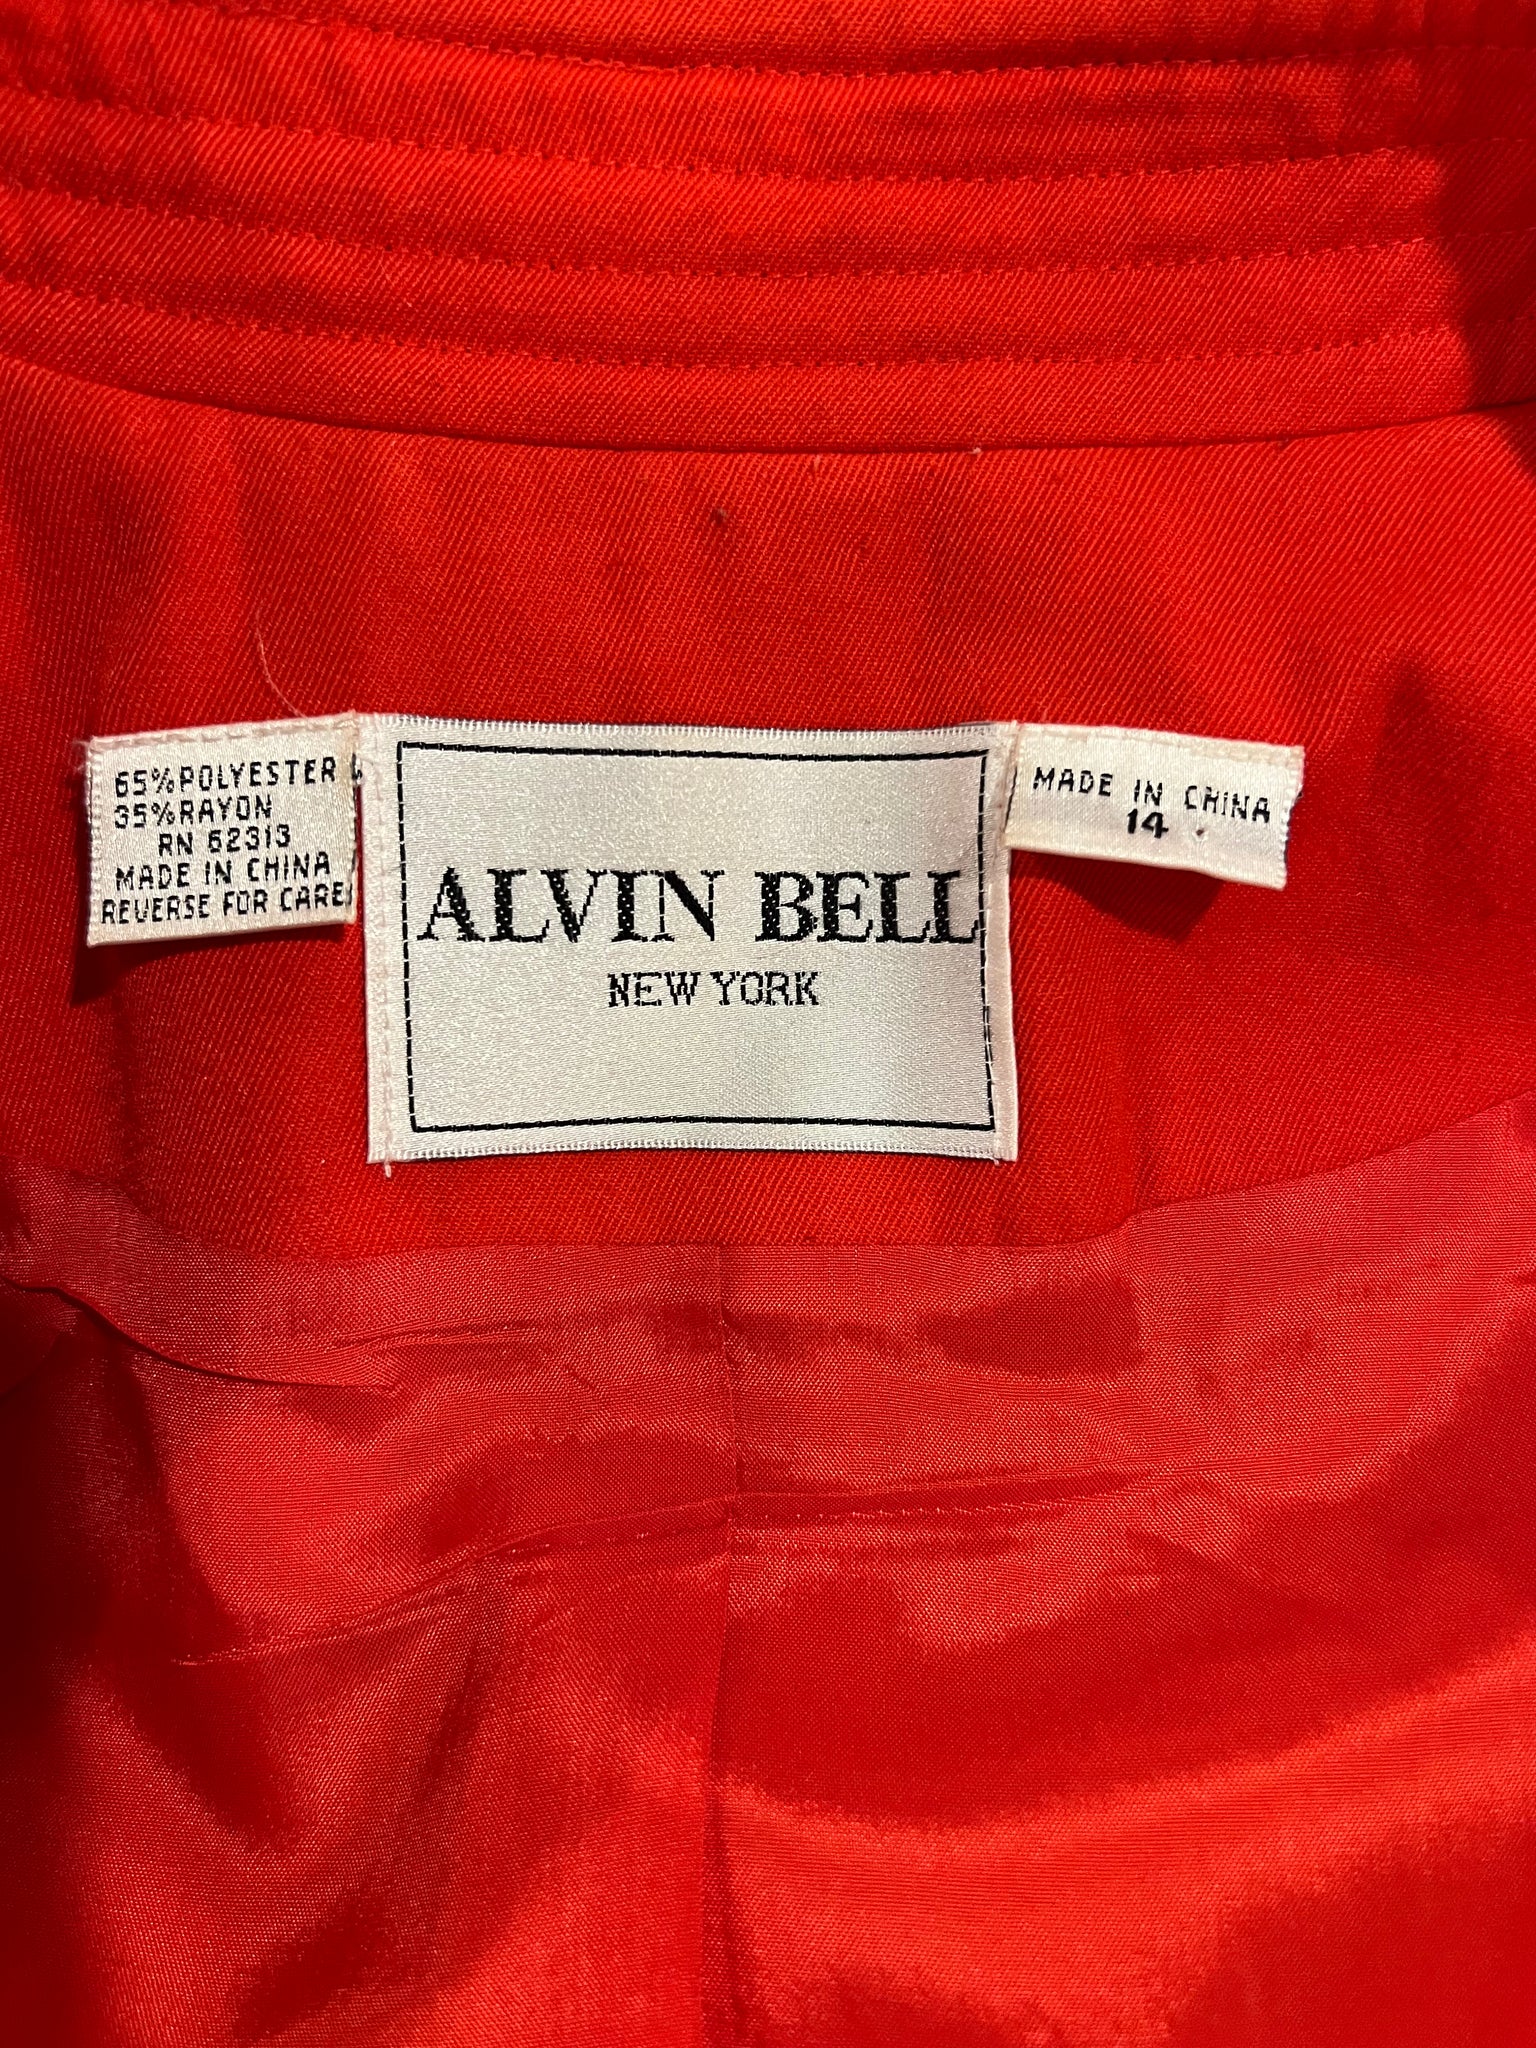 65%POLYESTER
35%RAYON
RN 62313
MADE IN CHINA
REVERSE FOR CARE
ALVIN BELL
NEW YORK
MADE IN CHINA
14